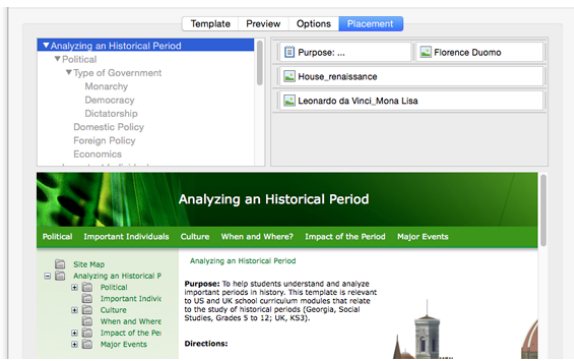 Template Preview Options Placement
Analyzing an Historical Period
Political
Type of Government
Monarchy
Democracy
Dictatorship
Domestic Policy
Foreign Policy
Economics
Purpose: ...
Florence Duomo
House_renaissance
Leonardo da Vinci_Mona Lisa
Analyzing an Historical Period
Political Important Individuals Culture When and Where? Impact of the Period Major Events
Site Map
Analyzing an Historical P
Political
Important Indivi
Culture
When and Where
Impact of the Per
Major Events
Analyzing an Historical Period
Purpose: To help students understand and analyze
important periods in history. This template is relevant
to US and UK school curriculum modules that relate
to the study of historical periods (Georgia, Social
Studies, Grades 5 to 12; UK, KS3).
Directions: